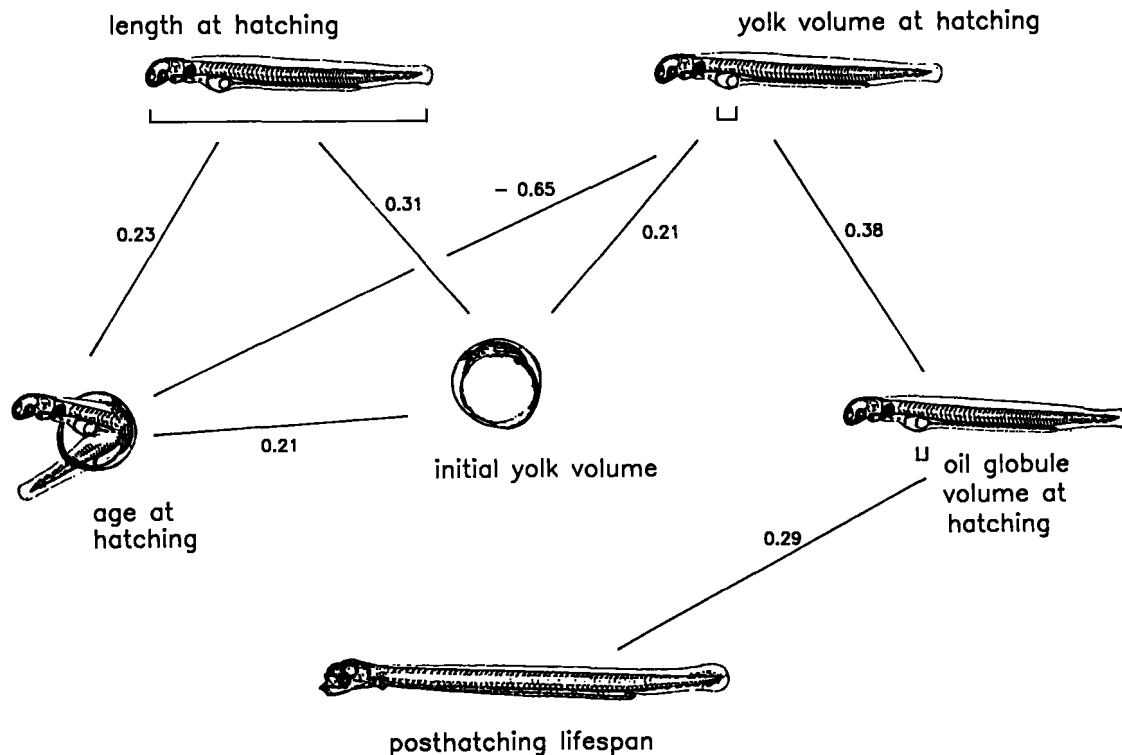 length at hatching
yolk volume at hatching
0.23
0.31
- 0.65
0.21
0.38
0.21
initial yolk volume
age at
hatching
oil globule
volume at
hatching
0.29
posthatching lifespan